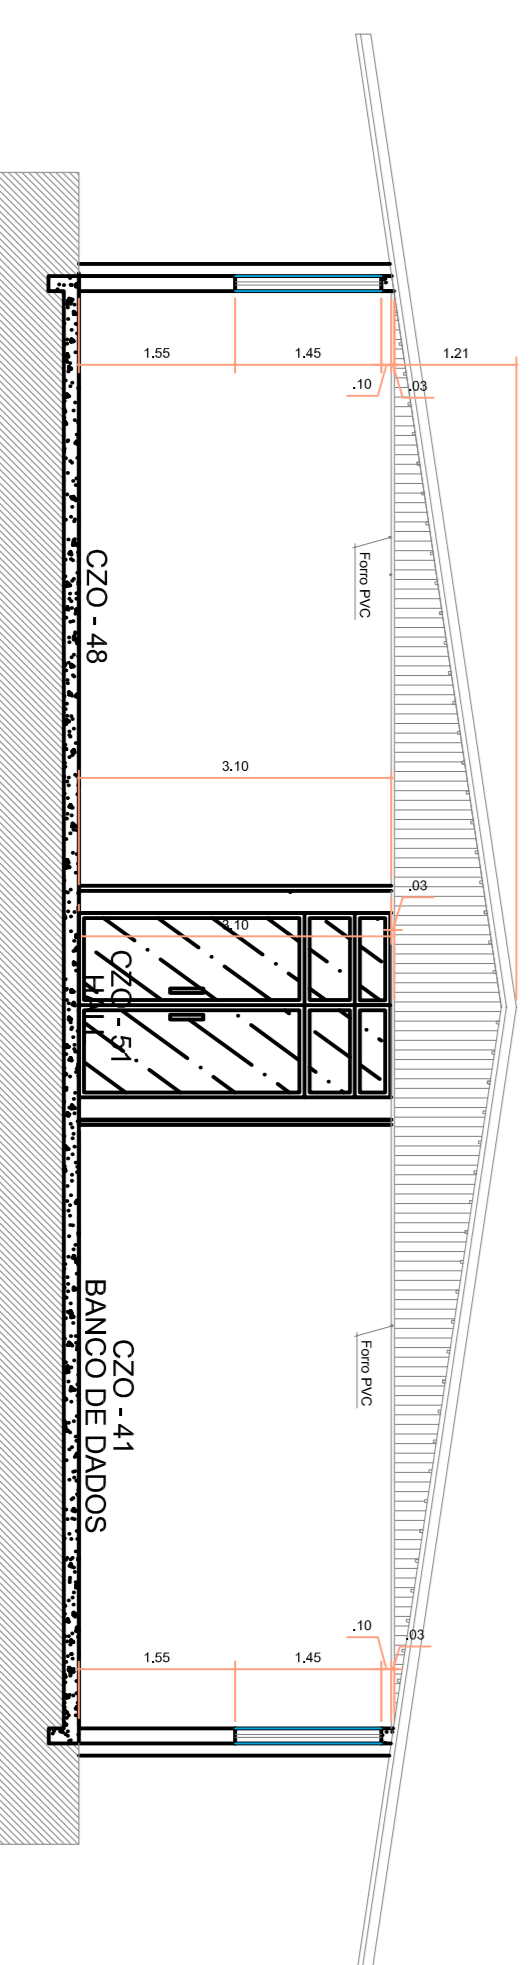 1.55
1.45
1.21
.10
.03
Forro PVC
CZO - 48
3.10
.03
3.10
CZO - 51
HALL
Forro PVC
CZO - 41
BANCO DE DADOS
.10
.03
1.55
1.45